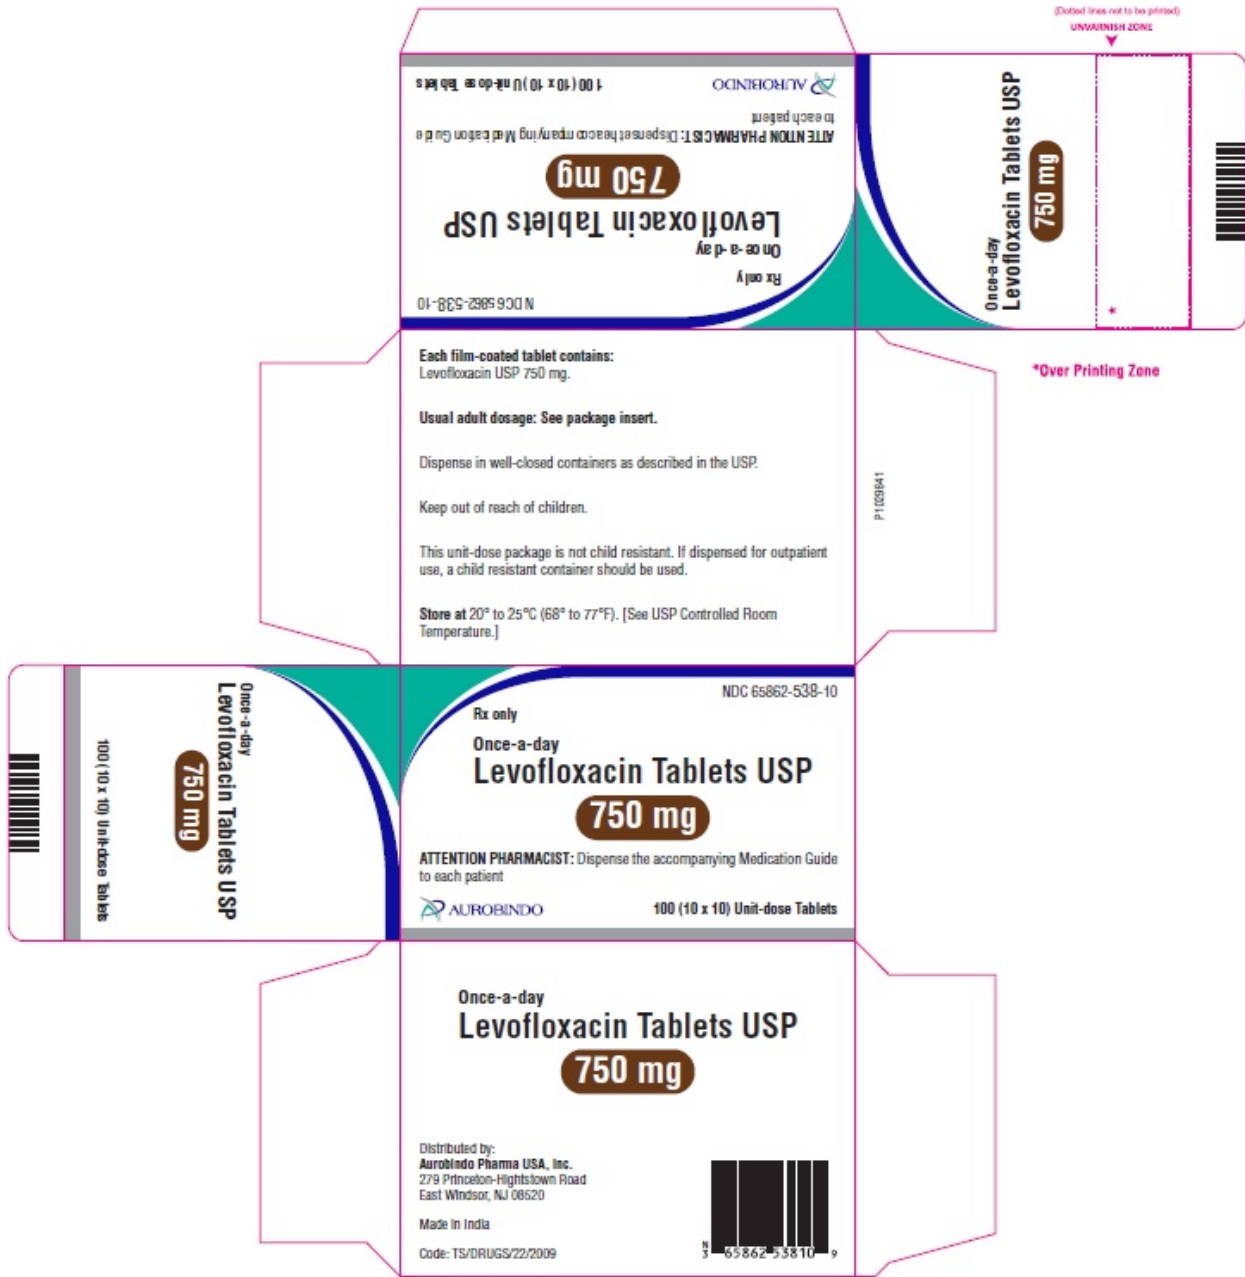 (Dotted lines not to be printed)
UNVARNISH ZONE
100 (10 x 10) Unit-dose Tablets
AUROBINDO
ATTENTION PHARMACIST: Dispense the accompanying Medication Guide
to each patient
750 mg
Levofloxacin Tablets USP
Once-a-day
Rx only
NDC 65862-538-10
Once-a-day
Levofloxacin Tablets USP
750 mg
*
*Over Printing Zone
Each film-coated tablet contains:
Levofloxacin USP 750 mg.
Usual adult dosage: See package insert.
Dispense in well-closed containers as described in the USP.
Keep out of reach of children.
This unit-dose package is not child resistant. If dispensed for outpatient
use, a child resistant container should be used.
Store at 20° to 25°C (68° to 77°F). [See USP Controlled Room
Temperature.]
P1029841
Once-a-day
Levofloxacin Tablets USP
750 mg
100 (10 x 10) Unit-dose Tablets
NDC 65862-538-10
Rx only
Once-a-day
Levofloxacin Tablets USP
750 mg
ATTENTION PHARMACIST: Dispense the accompanying Medication Guide
to each patient
AUROBINDO
100 (10 x 10) Unit-dose Tablets
Once-a-day
Levofloxacin Tablets USP
750 mg
Distributed by:
Aurobindo Pharma USA, Inc.
279 Princeton-Hightstown Road
East Windsor, NJ 08520
Made in India
Code: TS/DRUGS/22/2009
N
3 65862 53810 9